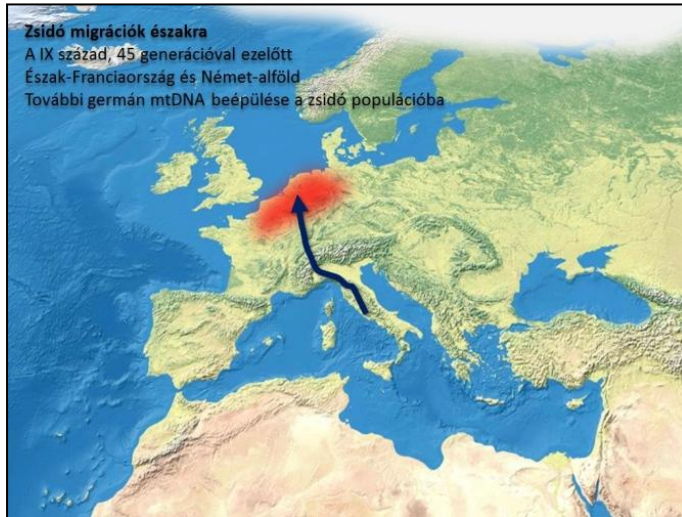 Zsidó migrációk északra
A IX század, 45 generációval ezelőtt
Észak-Franciaország és Német-alföld
További germán mtDNA beépülése a zsidó populációba